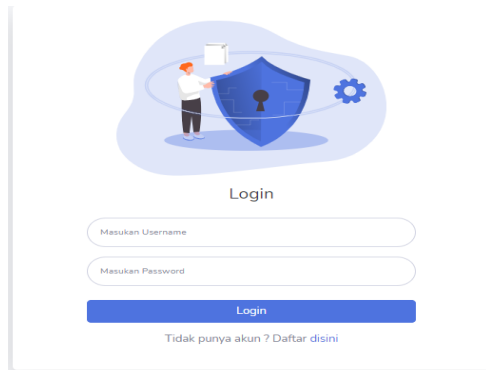 Login
Masukan Username
Masukan Password
Login
Tidak punya akun ? Daftar disini